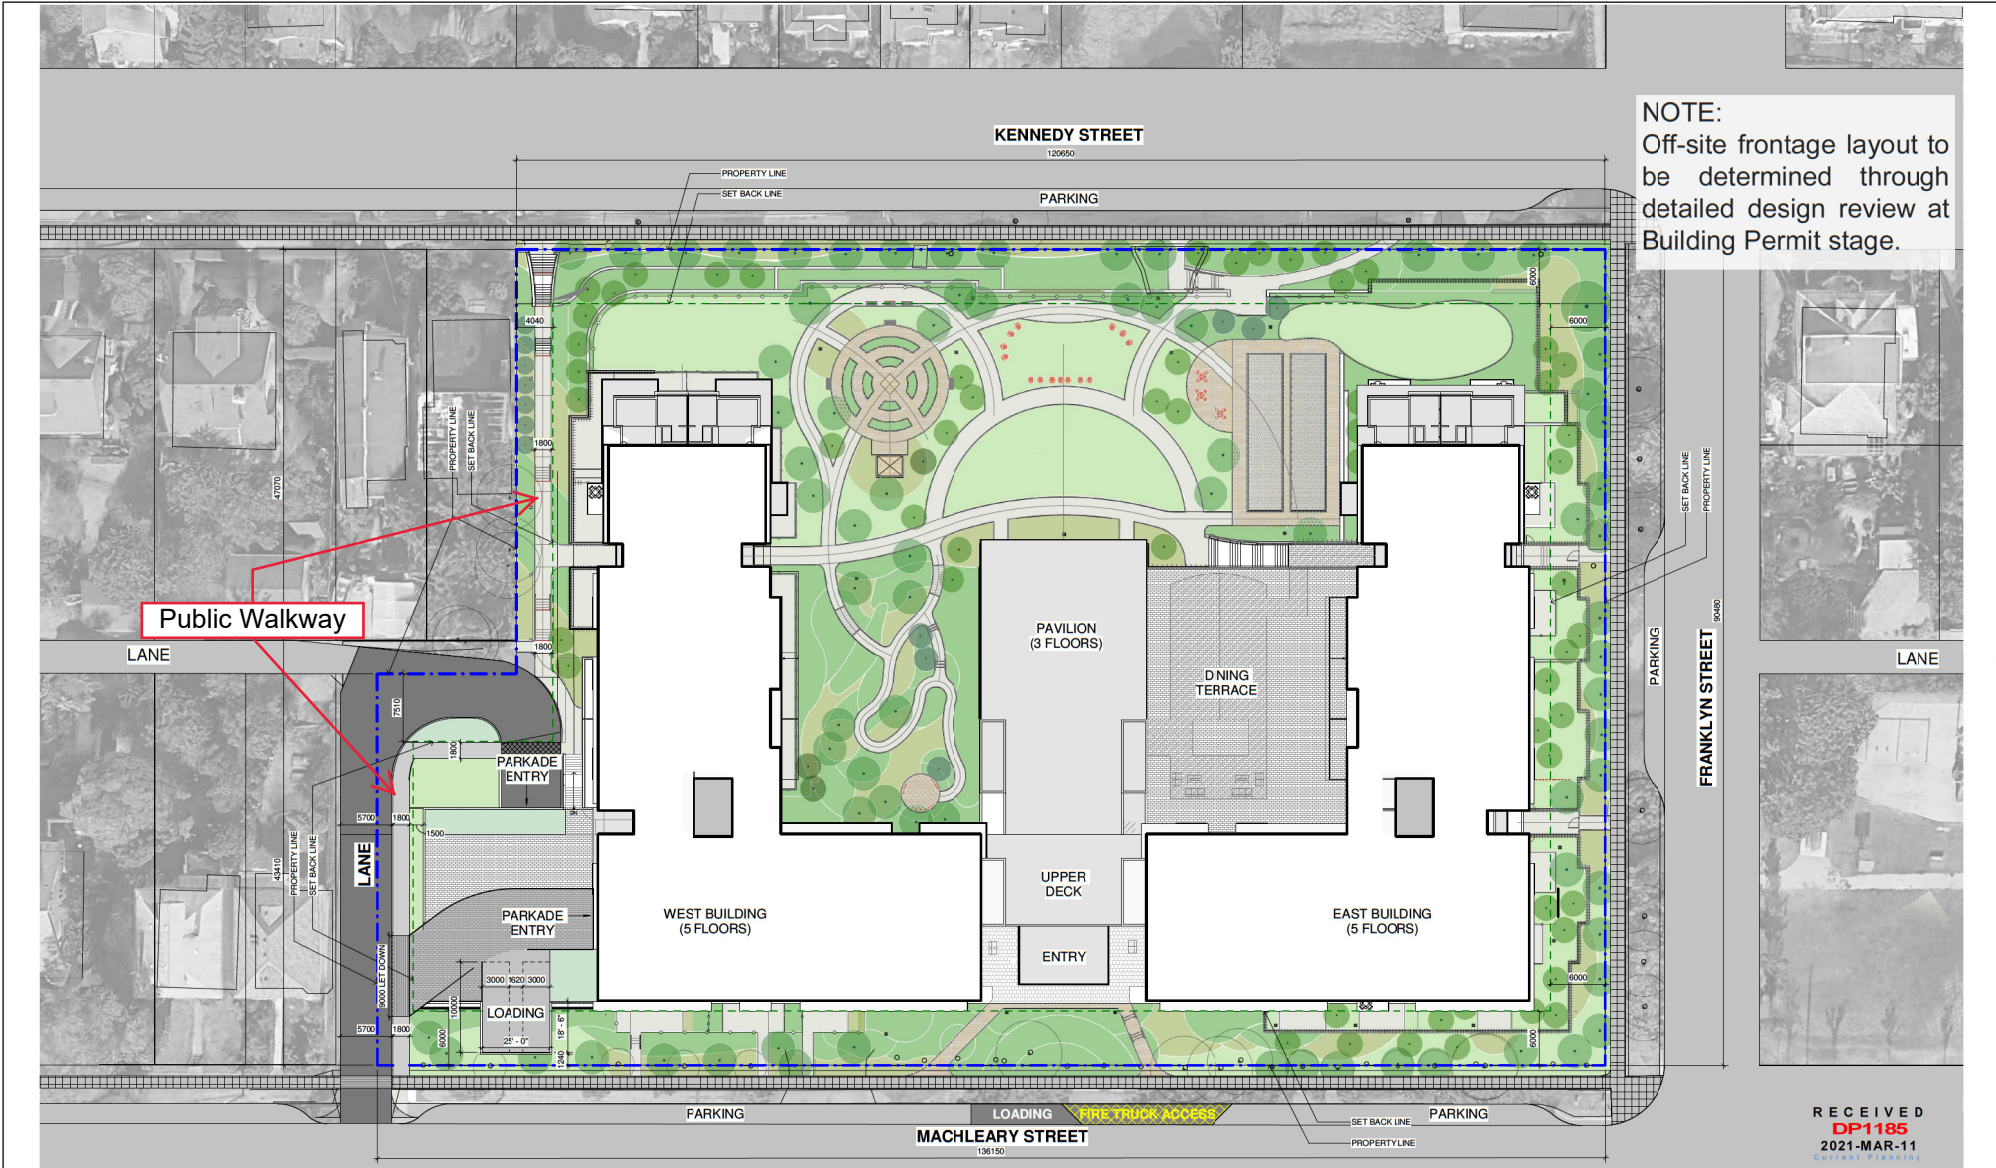 KENNEDY STREET
120650
NOTE:
Off-site frontage layout to
be determined through
detailed design review at
Building Permit stage.
PROPERTY LINE
SET BACK LINE
PARKING
6000
4040
6000
PROPERTY LINE
SET BACK LINE
1800
47070
SET BACK LINE
PROPERTY LINE
Public Walkway
PAVILION
(3 FLOORS)
90480
LANE
1800
PARKING
FRANKLYN STREET
LANE
DINING
TERRACE
7510
1800
PARKADE
ENTRY
5700
1800
1500
LANE
43410
PROPERTY LINE
SET BACK LINE
UPPER
DECK
PARKADE
ENTRY
WEST BUILDING
(5 FLOORS)
EAST BUILDING
(5 FLOORS)
ENTRY
9000 LET DOWN
3000
1620
3000
6000
10000
LOADING
18' - 6"
5700
1800
6000
25' - 0"
1240
6000
PARKING
LOADING
FIRE TRUCK ACCESS
PARKING
SET BACK LINE
MACHLEARY STREET
PROPERTY LINE
136150
RECEIVED
DP1185
2021-MAR-11
Current Planning